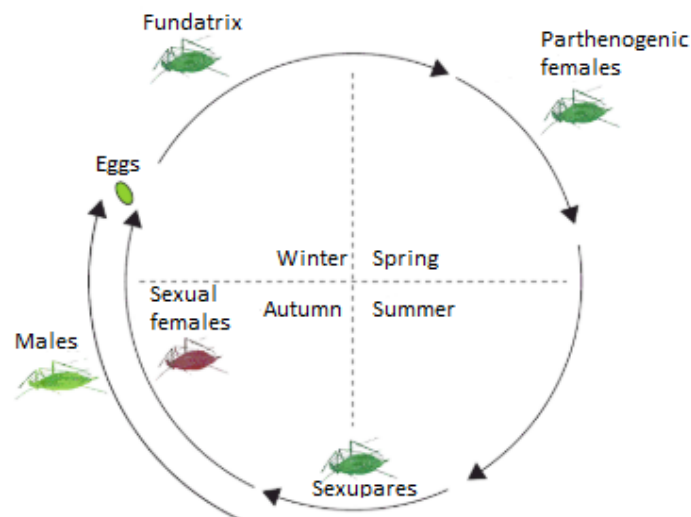 Fundatrix
Parthenogenic
females
Eggs
Winter
Spring
Sexual
females
Autumn
Summer
Males
Sexupares